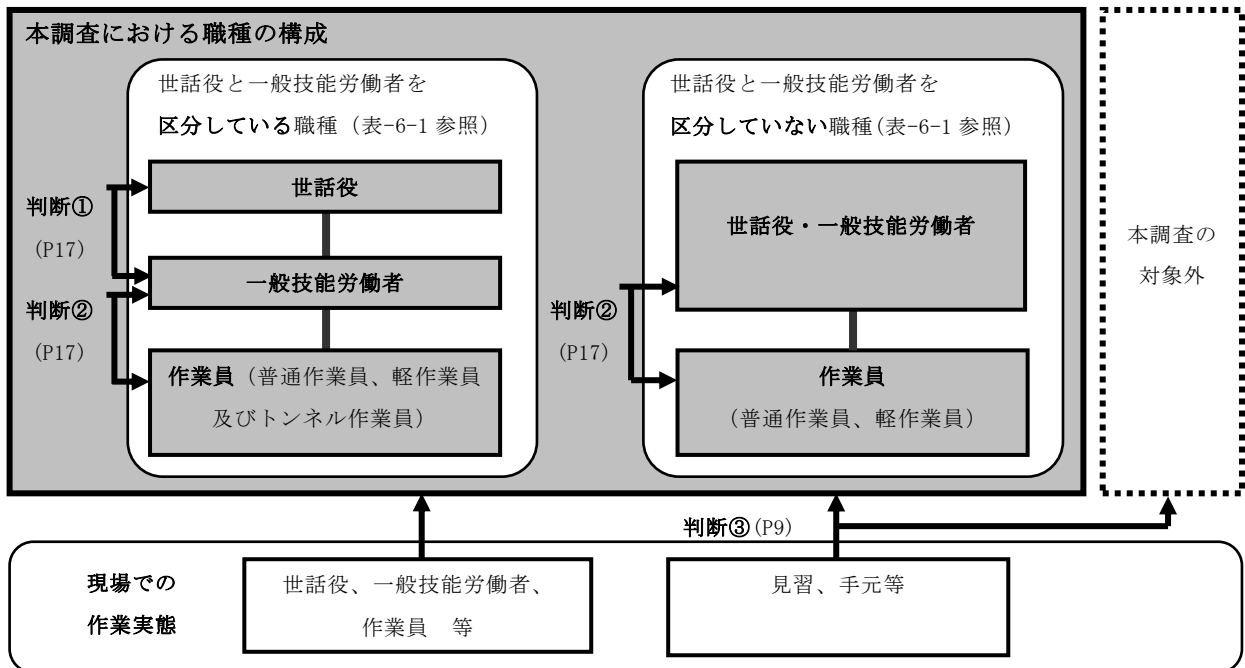 本調査における職種の構成
世話役と一般技能労働者を
区分している職種（表-6-1 参照）
世話役
判断①
(P17)
一般技能労働者
判断②
(P17)
作業員（普通作業員、軽作業員
及びトンネル作業員）
世話役と一般技能労働者を
区分していない職種(表-6-1 参照）
世話役・一般技能労働者
判断②
(P17)
作業員
（普通作業員、軽作業員）
本調査の
対象外
判断③(P9)
現場での
作業実態
世話役、一般技能労働者、
作業員　等
見習、手元等